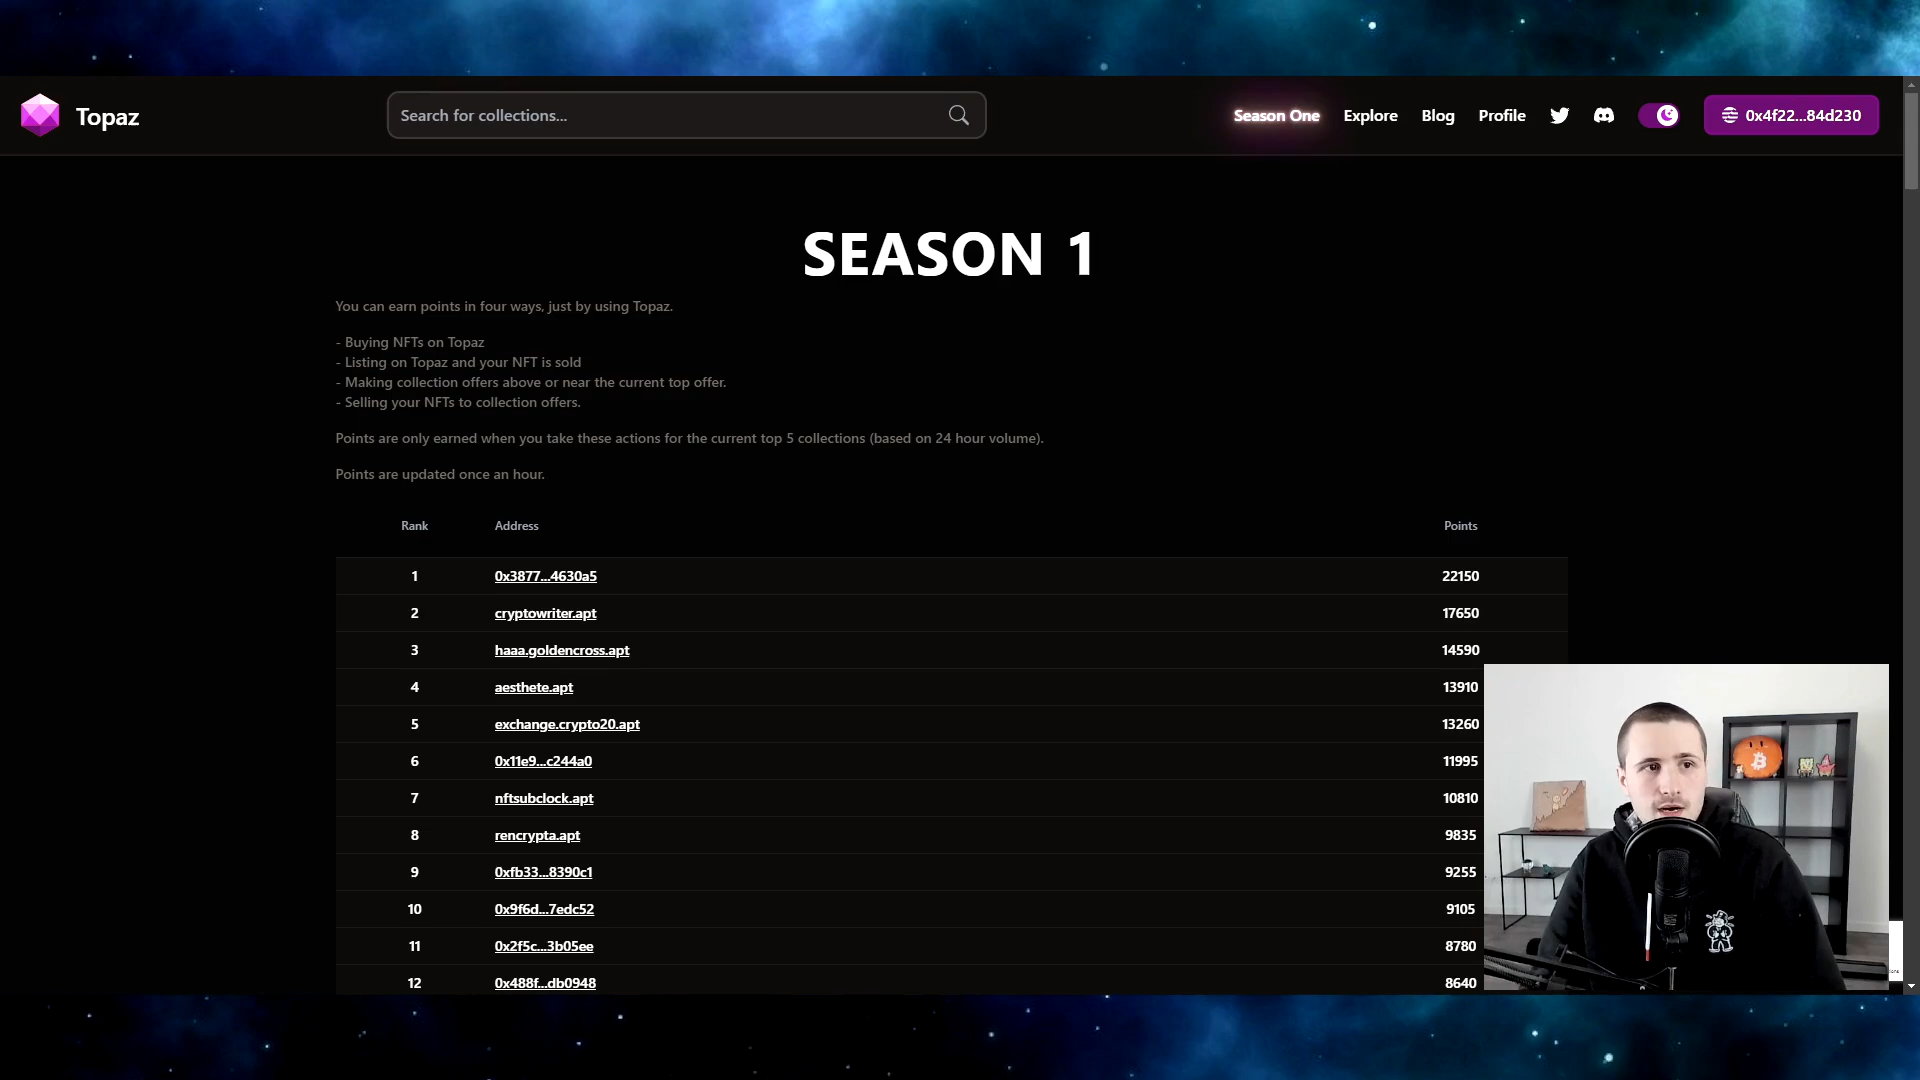 Topaz
Search for collections...
Season One
Explore
Blog
Profile
0x4f22...84d230
SEASON 1
You can earn points in four ways, just by using Topaz.
- Buying NFTs on Topaz
- Listing on Topaz and your NFT is sold
- Making collection offers above or near the current top offer.
- Selling your NFTs to collection offers.
Points are only earned when you take these actions for the current top 5 collections (based on 24 hour volume).
Points are updated once an hour.
Rank Address Points
1 0x3877...4630a5 22150
2 cryptowriter.apt 17650
3 haaa.goldencross.apt 14590
4 aesthete.apt 13910
5 exchange.crypto20.apt 13260
6 0x11e9...c244a0 11995
7 nftsubclock.apt 10810
8 rencrypta.apt 9835
9 0xfb33...8390c1 9255
10 0x9f6d...7edc52 9105
11 0x2f5c...3b05ee 8780
12 0x488f...db0948 8640